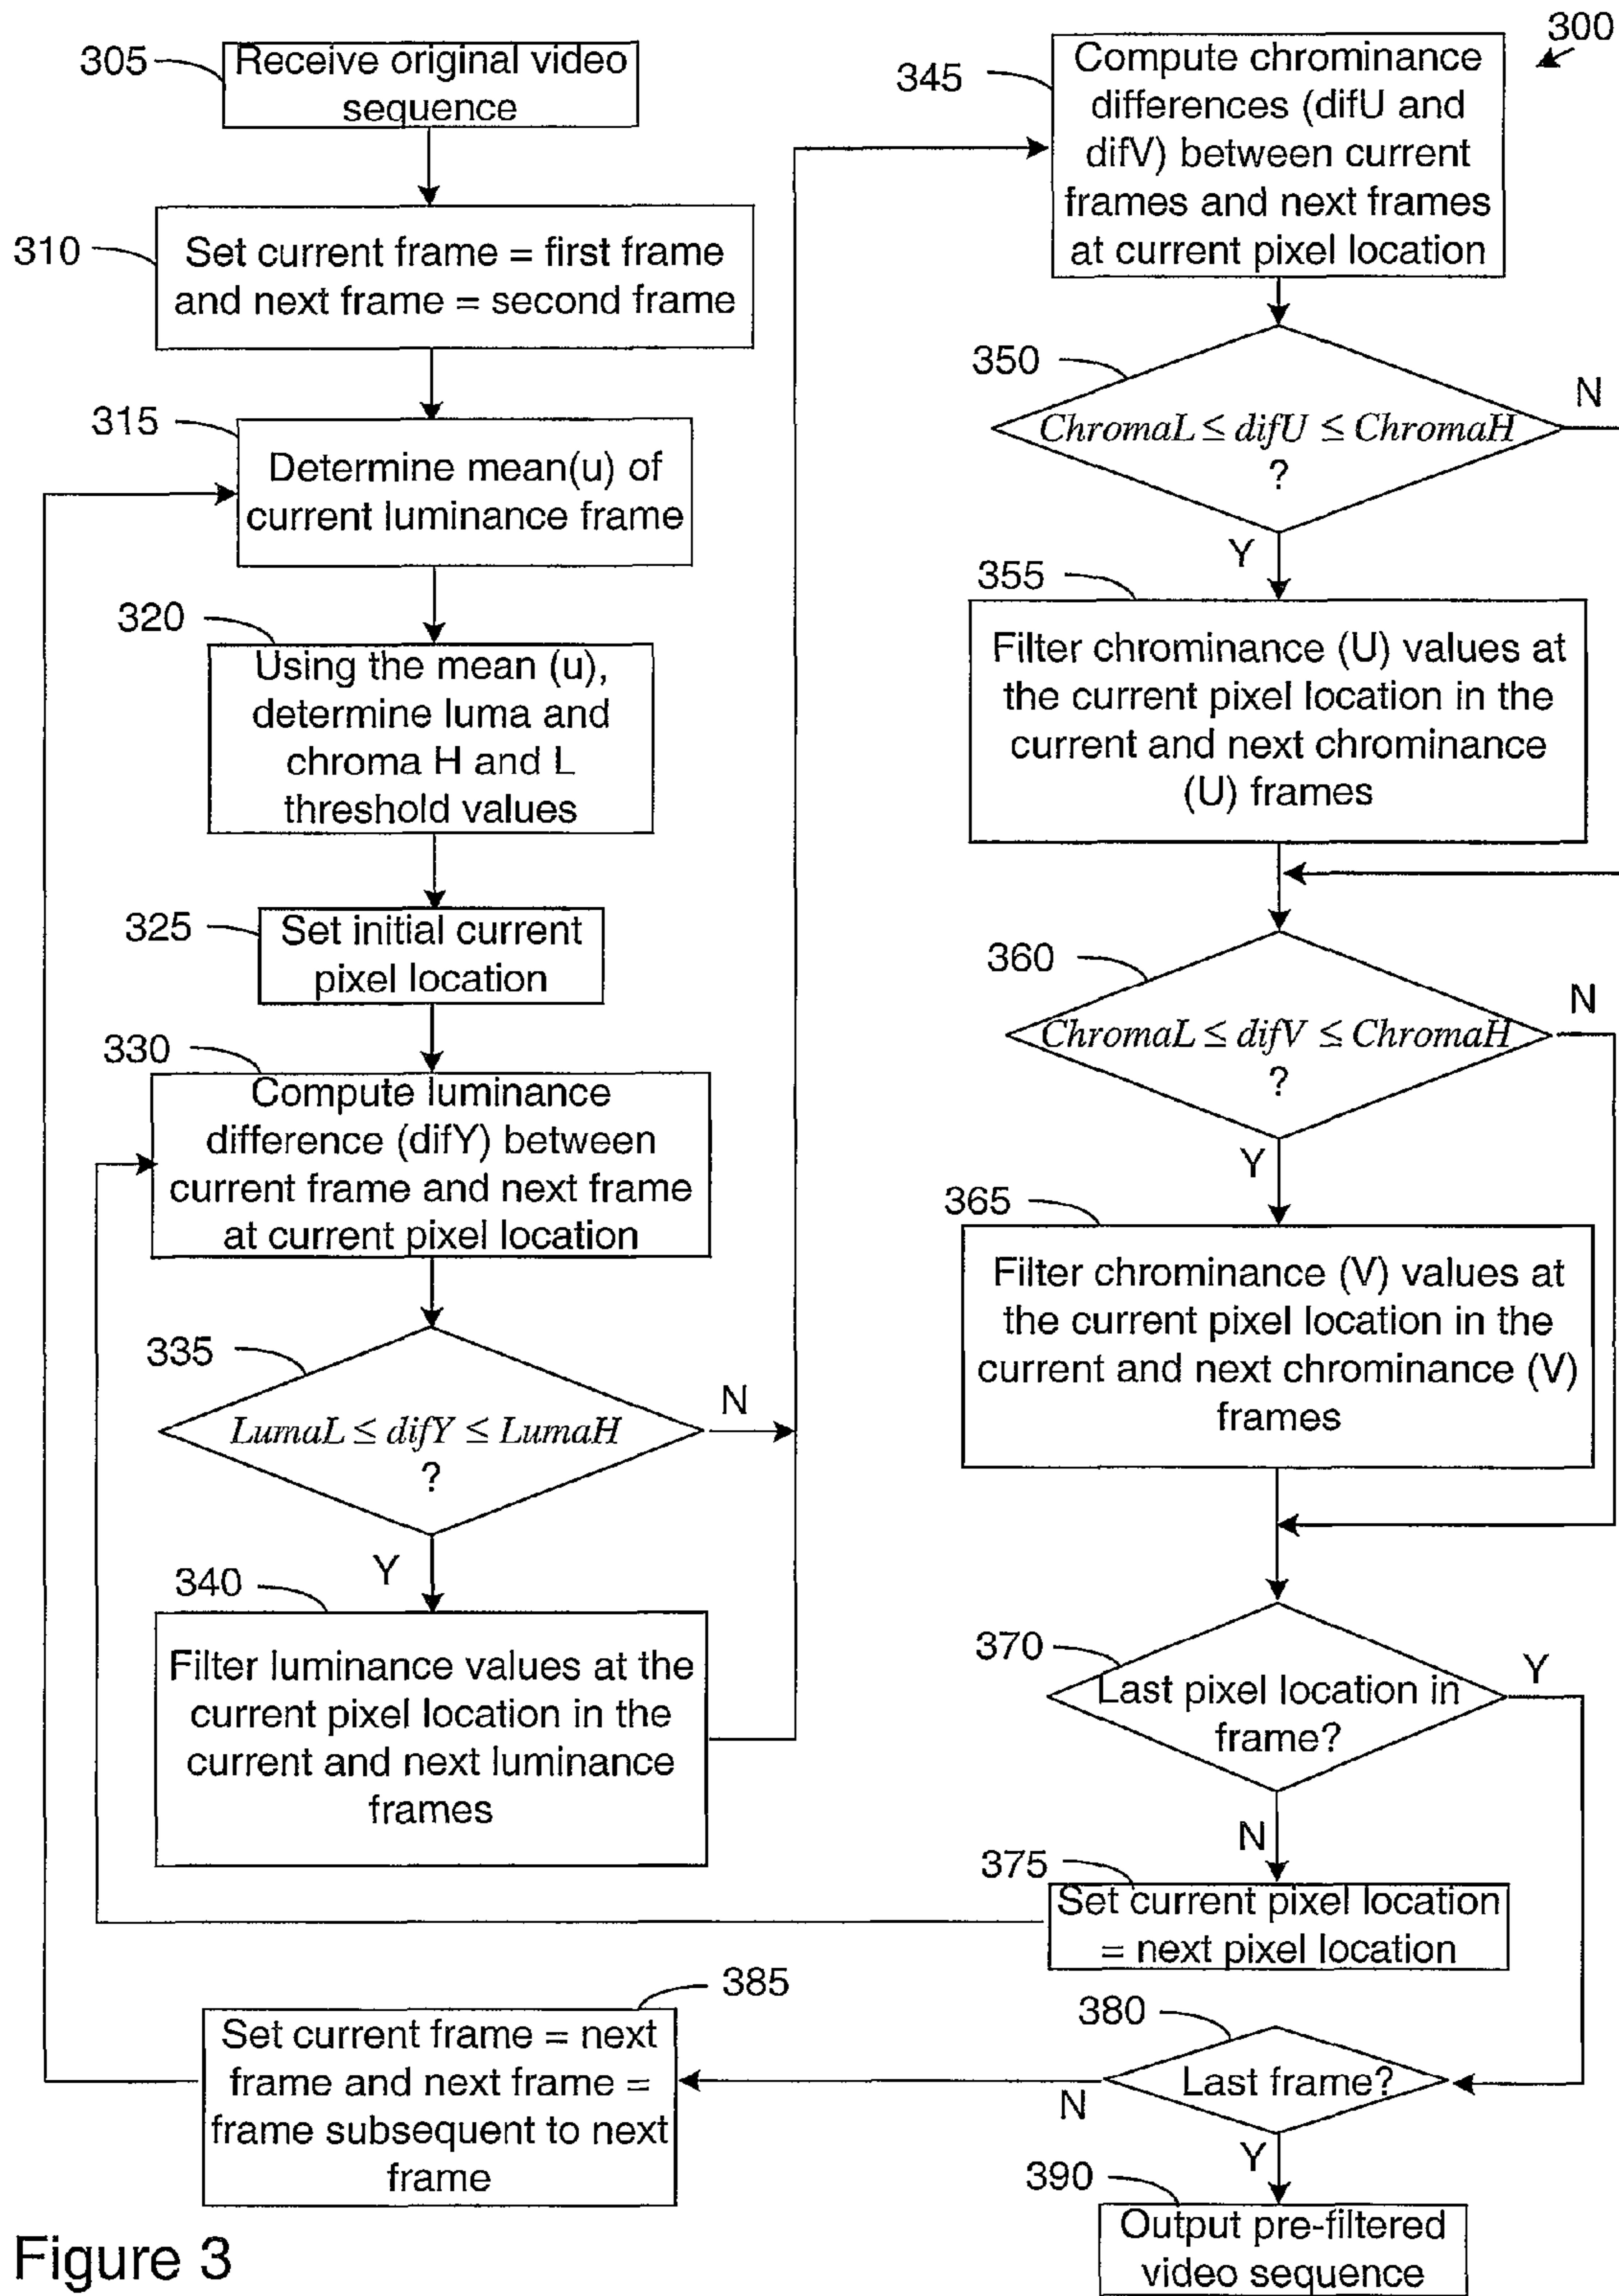 300
305
Receive original video
sequence
310
Set current frame = first frame
and next frame = second frame
315
Determine mean(u) of
current luminance frame
320
Using the mean (u),
determine luma and
chroma H and L
threshold values
325
Set initial current
pixel location
330
Compute luminance
difference (difY) between
current frame and next frame
at current pixel location
335
LumaL ≤ difY ≤ LumaH
?
N
Y
340
Filter luminance values at the
current pixel location in the
current and next luminance
frames
345
Compute chrominance
differences (difU and
difV) between current
frames and next frames
at current pixel location
350
ChromaL ≤ difU ≤ ChromaH
?
N
Y
355
Filter chrominance (U) values at
the current pixel location in the
current and next chrominance
(U) frames
360
ChromaL ≤ difV ≤ ChromaH
?
N
Y
365
Filter chrominance (V) values at
the current pixel location in the
current and next chrominance (V)
frames
370
Last pixel location in
frame?
Y
N
375
Set current pixel location
= next pixel location
380
Last frame?
N
Y
385
Set current frame = next
frame and next frame =
frame subsequent to next
frame
390
Output pre-filtered
video sequence
Figure 3